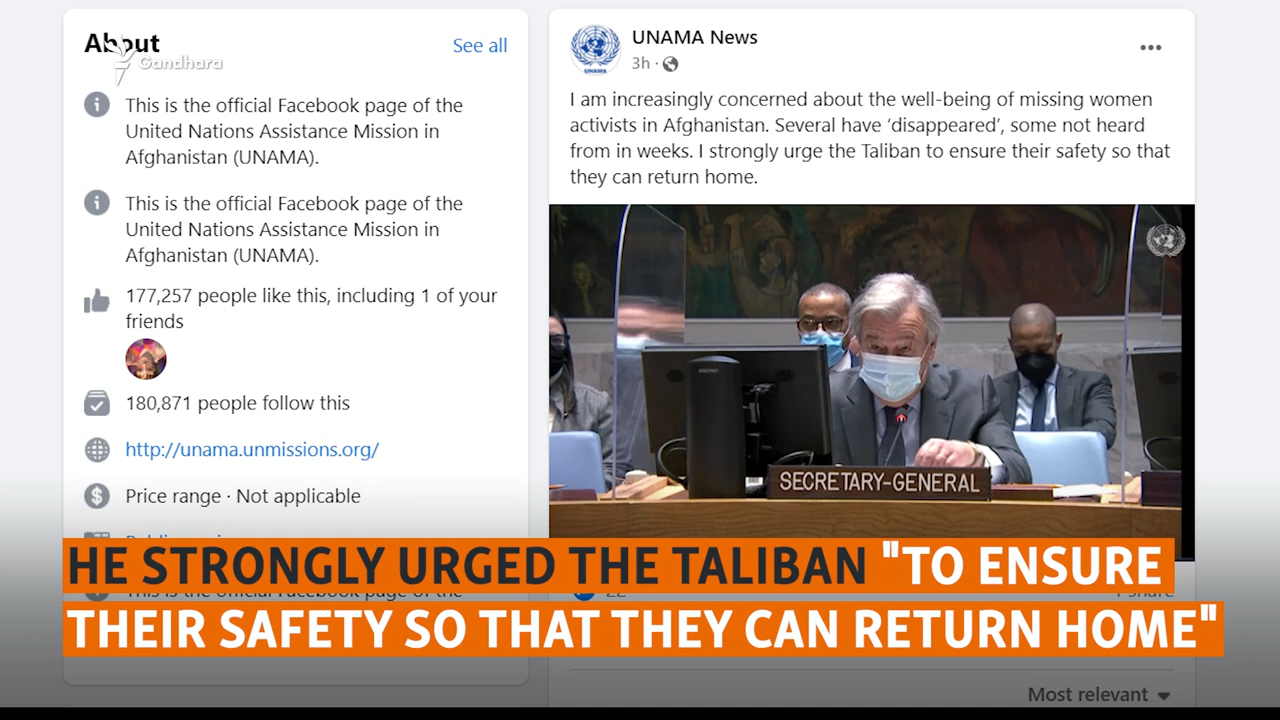 About
See all
Gandhara
This is the official Facebook page of the
United Nations Assistance Mission in
Afghanistan (UNAMA).
This is the official Facebook page of the
United Nations Assistance Mission in
Afghanistan (UNAMA).
177,257 people like this, including 1 of your
friends
180,871 people follow this
http://unama.unmissions.org/
Price range · Not applicable
UNAMA News
3h ·
I am increasingly concerned about the well-being of missing women
activists in Afghanistan. Several have ‘disappeared’, some not heard
from in weeks. I strongly urge the Taliban to ensure their safety so that
they can return home.
UNAMA
SECRETARY-GENERAL
HE STRONGLY URGED THE TALIBAN "TO ENSURE
THEIR SAFETY SO THAT THEY CAN RETURN HOME"
Most relevant